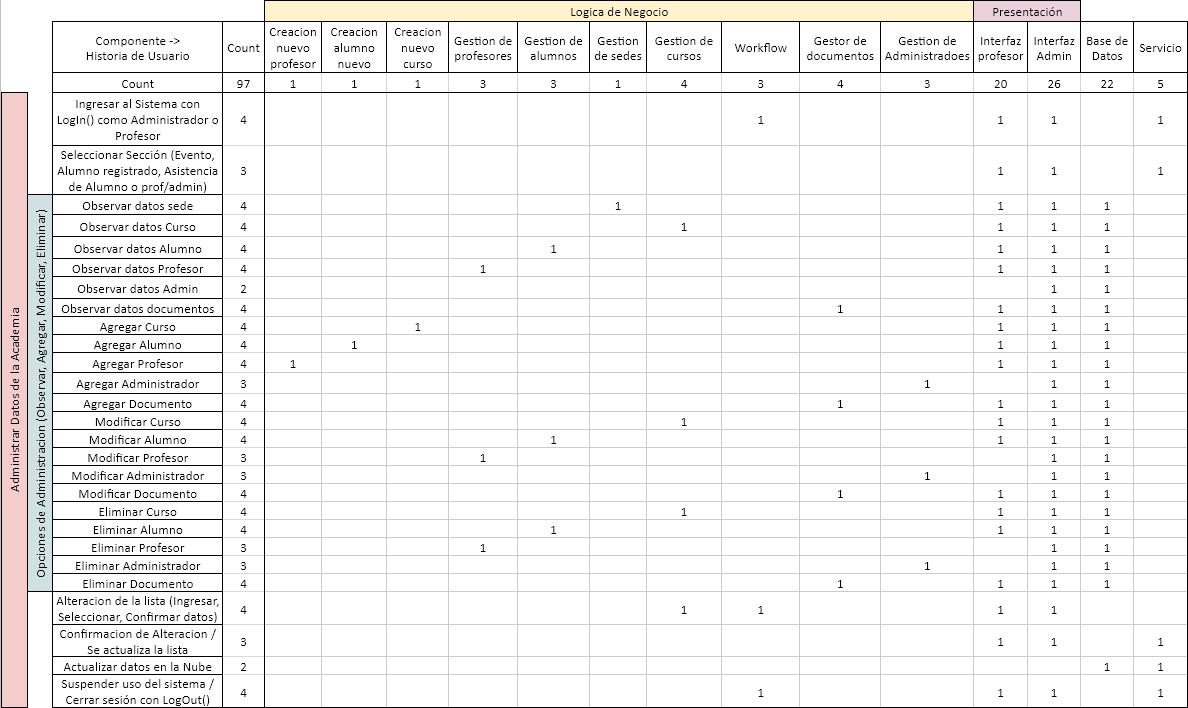 Logica de Negocio Presentación
Componente ->
Historia de Usuario
Count
Creacion
nuevo
profesor
Creacion
alumno
nuevo
Creacion
nuevo
curso
Gestion de
profesores
Gestion de
alumnos
Gestion
de sedes
Gestion de
cursos
Workflow
Gestor de
documentos
Gestion de
Administradoes
Interfaz
profesor
Interfaz
Admin
Base de
Datos
Servicio
Count 97 1 1 1 3 3 1 4 3 4 3 20 26 22 5
Administrar Datos de la Academia
Ingresar al Sistema con
LogIn() como Administrador o
Profesor
4 1 1 1 1
Seleccionar Sección (Evento,
Alumno registrado, Asistencia
de Alumno o prof/admin)
3 1 1 1
Opciones de Administracion (Observar, Agregar, Modificar, Eliminar)
Observar datos sede 4 1 1 1 1
Observar datos Curso 4 1 1 1 1
Observar datos Alumno 4 1 1 1 1
Observar datos Profesor 4 1 1 1 1
Observar datos Admin 2 1 1
Observar datos documentos 4 1 1 1 1
Agregar Curso 4 1 1 1 1
Agregar Alumno 4 1 1 1 1
Agregar Profesor 4 1 1 1 1
Agregar Administrador 3 1 1 1
Agregar Documento 4 1 1 1 1
Modificar Curso 4 1 1 1 1
Modificar Alumno 4 1 1 1 1
Modificar Profesor 3 1 1 1
Modificar Administrador 3 1 1 1
Modificar Documento 4 1 1 1 1
Eliminar Curso 4 1 1 1 1
Eliminar Alumno 4 1 1 1 1
Eliminar Profesor 3 1 1 1
Eliminar Administrador 3 1 1 1
Eliminar Documento 4 1 1 1 1
Alteracion de la lista (Ingresar,
Seleccionar, Confirmar datos)
4 1 1 1 1
Confirmacion de Alteracion /
Se actualiza la lista
3 1 1 1
Actualizar datos en la Nube 2 1 1
Suspender uso del sistema /
Cerrar sesión con LogOut()
4 1 1 1 1